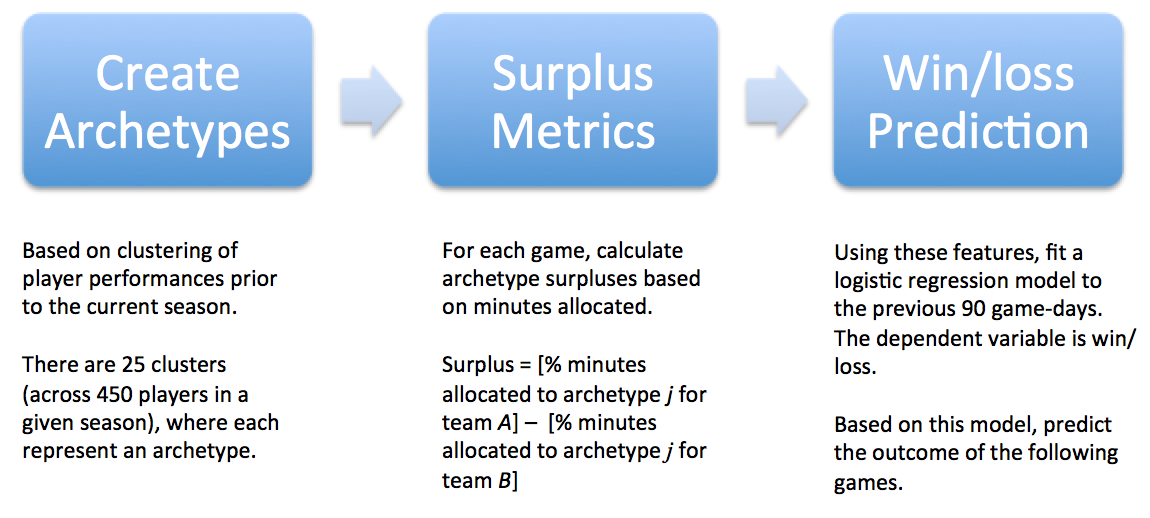 Create
Archetypes
Surplus
Metrics
Win/loss
Prediction
Based on clustering of
player performances prior
to the current season.
There are 25 clusters
(across 450 players in a
given season), where each
represent an archetype.
For each game, calculate
archetype surpluses based
on minutes allocated.
Surplus = [% minutes
allocated to archetype j for
team A] – [% minutes
allocated to archetype j for
team B]
Using these features, fit a
logistic regression model to
the previous 90 game-days.
The dependent variable is win/
loss.
Based on this model, predict
the outcome of the following
games.